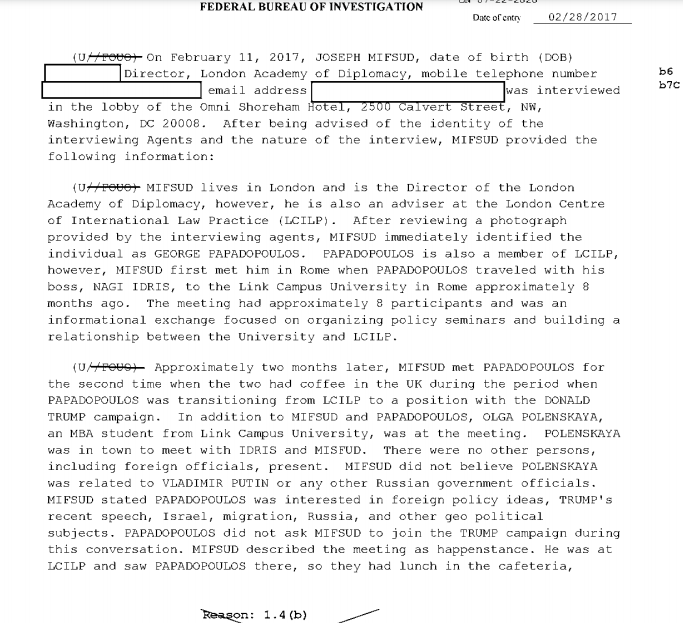 FEDERAL BUREAU OF INVESTIGATION
Date of entry 02/28/2017
(U//FOUO) On February 11, 2017, JOSEPH MIFSUD, date of birth (DOB)
Director, London Academy of Diplomacy, mobile telephone number
b6
email address was interviewed
b7C
in the lobby of the Omni Shoreham Hotel, 2500 Calvert Street, NW,
Washington, DC 20008. After being advised of the identity of the
interviewing Agents and the nature of the interview, MIFSUD provided the
following information:
(U//FOUO) MIFSUD lives in London and is the Director of the London
Academy of Diplomacy, however, he is also an adviser at the London Centre
of International Law Practice (LCILP). After reviewing a photograph
provided by the interviewing agents, MIFSUD immediately identified the
individual as GEORGE PAPADOPOULOS. PAPADOPOULOS is also a member of LCILP,
however, MIFSUD first met him in Rome when PAPADOPOULOS traveled with his
boss, NAGI IDRIS, to the Link Campus University in Rome approximately 8
months ago. The meeting had approximately 8 participants and was an
informational exchange focused on organizing policy seminars and building a
relationship between the University and LCILP.
(U//FOUO) Approximately two months later, MIFSUD met PAPADOPOULOS for
the second time when the two had coffee in the UK during the period when
PAPADOPOULOS was transitioning from LCILP to a position with the DONALD
TRUMP campaign. In addition to MIFSUD and PAPADOPOULOS, OLGA POLENSKAYA,
an MBA student from Link Campus University, was at the meeting. POLENSKAYA
was in town to meet with IDRIS and MISFUD. There were no other persons,
including foreign officials, present. MIFSUD did not believe POLENSKAYA
was related to VLADIMIR PUTIN or any other Russian government officials.
MIFSUD stated PAPADOPOULOS was interested in foreign policy ideas, TRUMP's
recent speech, Israel, migration, Russia, and other geo political
subjects. PAPADOPOULOS did not ask MIFSUD to join the TRUMP campaign during
this conversation. MIFSUD described the meeting as happenstance. He was at
LCILP and saw PAPADOPOULOS there, so they had lunch in the cafeteria,
Reason: 1.4(b)